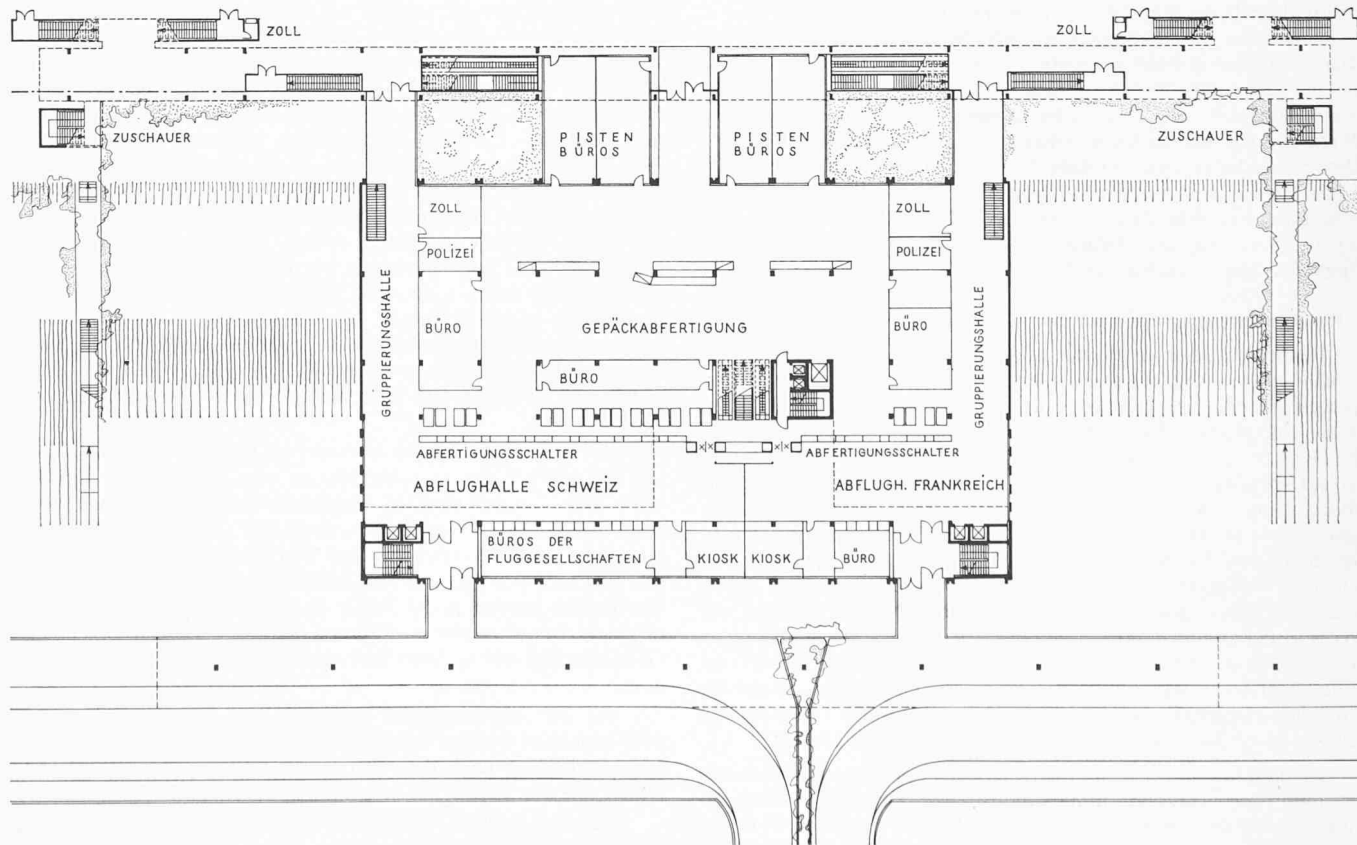 ZOLL
ZOLL
ZUSCHAUER
PISTEN
BÜROS
PISTEN
BÜROS
ZUSCHAUER
ZOLL
ZOLL
POLIZEI
POLIZEI
GRUPPIERUNGSHALLE
BÜRO
GEPÄCKABFERTIGUNG
BÜRO
GRUPPIERUNGSHALLE
BÜRO
ABFERTIGUNGSSCHALTER
ABFERTIGUNGSSCHALTER
ABFLUGHALLE SCHWEIZ
ABFLUGH. FRANKREICH
BÜROS DER
FLUGGESELLSCHAFTEN
KIOSK
KIOSK
BÜRO